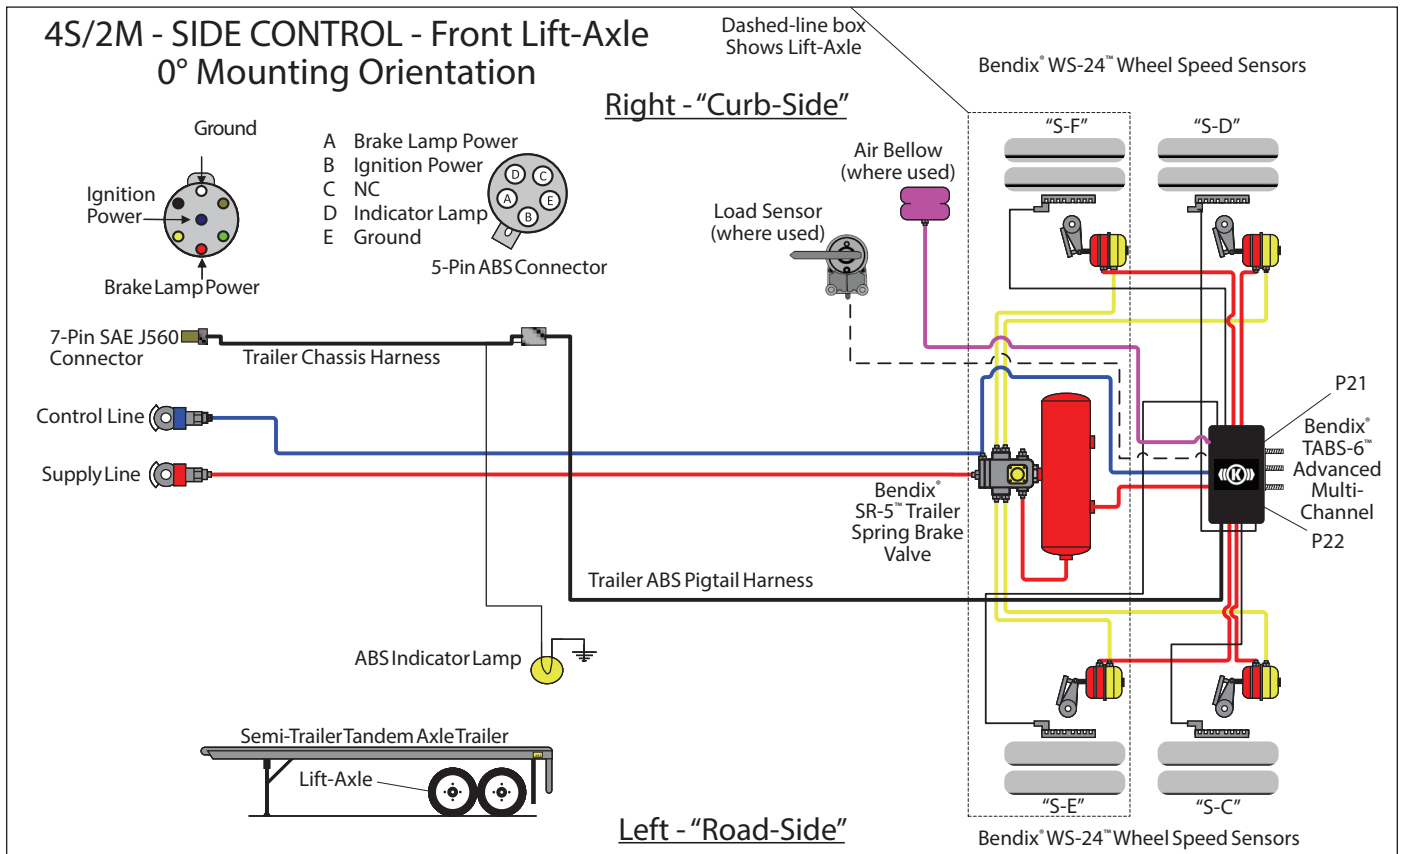 4S/2M - SIDE CONTROL - Front Lift-Axle
0° Mounting Orientation
Dashed-line box
Shows Lift-Axle
Bendix® WS-24™ Wheel Speed Sensors
Right - “Curb-Side”
“S-F”
“S-D”
Ground
Ignition
Power
Brake Lamp Power
A Brake Lamp Power
B Ignition Power
C NC
D Indicator Lamp
E Ground
D
C
A
E
B
5-Pin ABS Connector
Air Bellow
(where used)
Load Sensor
(where used)
7-Pin SAE J560
Connector
Trailer Chassis Harness
Control Line
Supply Line
P21
Bendix®
TABS-6™
Advanced
Multi-
Channel
P22
K
Bendix®
SR-5™ Trailer
Spring Brake
Valve
Trailer ABS Pigtail Harness
ABS Indicator Lamp
Semi-Trailer Tandem Axle Trailer
Lift-Axle
“S-E”
“S-C”
Left - “Road-Side”
Bendix® WS-24™ Wheel Speed Sensors